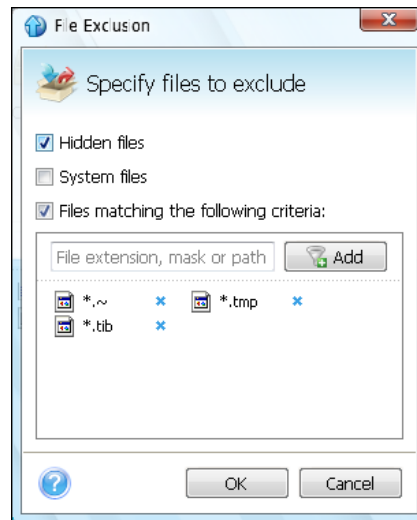 File Exclusion
Specify files to exclude
Hidden files
System files
Files matching the following criteria:
File extension, mask or path Add
*.~ *.tmp
*.tib
OK Cancel